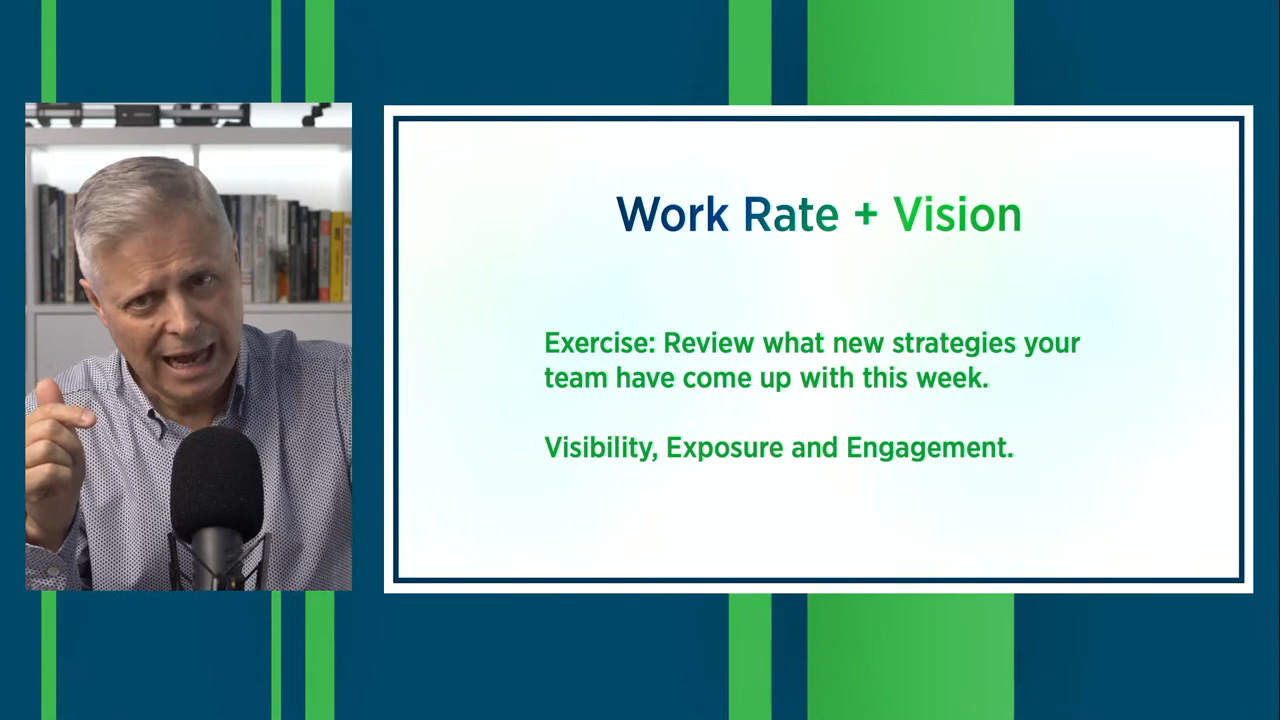 Work Rate + Vision
Exercise: Review what new strategies your
team have come up with this week.
Visibility, Exposure and Engagement.